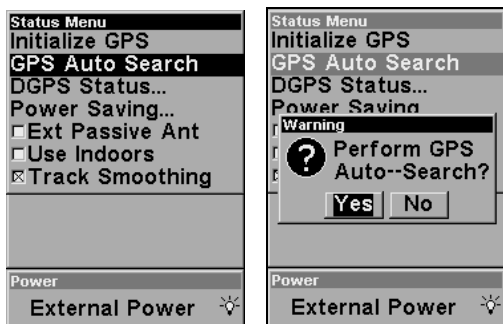 Status Menu
Initialize GPS
GPS Auto Search
DGPS Status...
Power Saving...
Ext Passive Ant
Use Indoors
Track Smoothing
Power
External Power
Status Menu
Initialize GPS
GPS Auto Search
DGPS Status...
Power Saving
Warning
Perform GPS
Auto--Search?
Yes No
Power
External Power